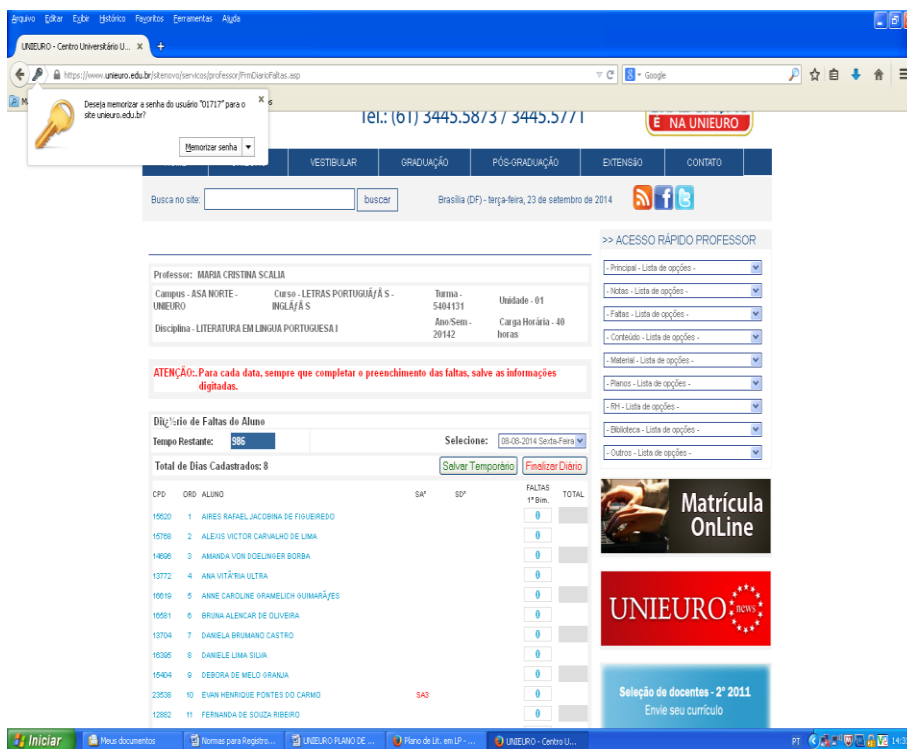 Arquivo Editar Exibir Histórico Favoritos Ferramentas Ajuda
UNIEURO - Centro Universitário U... x +
https://www.unieuro.edu.br/sitenovo/servicos/professor/FrmDiarioFaltas.asp
Google
Deseja memorizar a senha do usuário "01717" para o
site unieuro.edu.br?
x
Memorizar senha
Tel.: (61) 3445.5873 / 3445.5771
É NA UNIEURO
VESTIBULAR GRADUAÇÃO PÓS-GRADUAÇÃO EXTENSÃO CONTATO
Busca no site: buscar Brasília (DF) - terça-feira, 23 de setembro de 2014
>> ACESSO RÁPIDO PROFESSOR
- Principal - Lista de opções -
- Notas - Lista de opções -
- Faltas - Lista de opções -
- Conteúdo - Lista de opções -
- Material - Lista de opções -
- Planos - Lista de opções -
- RH - Lista de opções -
- Biblioteca - Lista de opções -
- Outros - Lista de opções -
Professor: MARIA CRISTINA SCALIA
Campus - ASA NORTE - UNIEURO
Curso - LETRAS PORTUGUÃƒÂŠS - INGLÃƒÂŠS
Turma - 5404131
Unidade - 01
Disciplina - LITERATURA EM LINGUA PORTUGUESA I
Ano/Sem - 20142
Carga Horária - 40 horas
ATENÇÃO:.Para cada data, sempre que completar o preenchimento das faltas, salve as informações
digitadas.
Diï¿½rio de Faltas do Aluno
Tempo Restante: 986 Selecione: 08-08-2014 Sexta-Feira
Total de Dias Cadastrados: 8 Salvar Temporário Finalizar Diário
CPD ORD ALUNO SA* SD* FALTAS 1º Bim. TOTAL
15620 1 AIRES RAFAEL JACOBINA DE FIGUEIREDO 0
15768 2 ALEXIS VICTOR CARVALHO DE LIMA 0
14696 3 AMANDA VON DOELINGER BORBA 0
13772 4 ANA VITÃ"RIA ULTRA 0
16619 5 ANNE CAROLINE GRAMELICH GUIMARÃƒES 0
16581 6 BRUNA ALENCAR DE OLIVEIRA 0
13704 7 DANIELA BRUMANO CASTRO 0
16395 8 DANIELE LIMA SILVA 0
15404 9 DEBORA DE MELO GRANJA 0
23538 10 EVAN HENRIQUE PONTES DO CARMO SA3 0
12882 11 FERNANDA DE SOUZA RIBEIRO 0
Matrícula
OnLine
UNIEURO news
Seleção de docentes - 2º 2011
Envie seu currículo
Iniciar Meus documentos Normas para Registro... UNIEURO PLANO DE ... Plano de Lit. em LP - ... UNIEURO - Centro U... PT